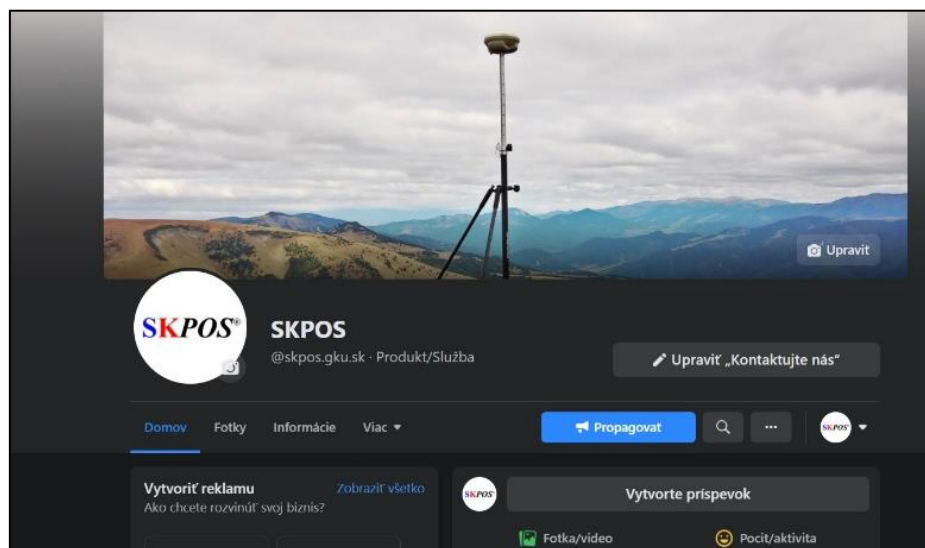 Upraviť
SKPOS®
SKPOS
@skpos.gku.sk · Produkt/Služba
Upraviť „Kontaktujte nás“
Domov
Fotky
Informácie
Viac
Propagovať
SKPOS
Vytvoriť reklamu
Zobraziť všetko
Ako chcete rozvinúť svoj biznis?
SKPOS
Vytvorte príspevok
Fotka/video
Pocit/aktivita